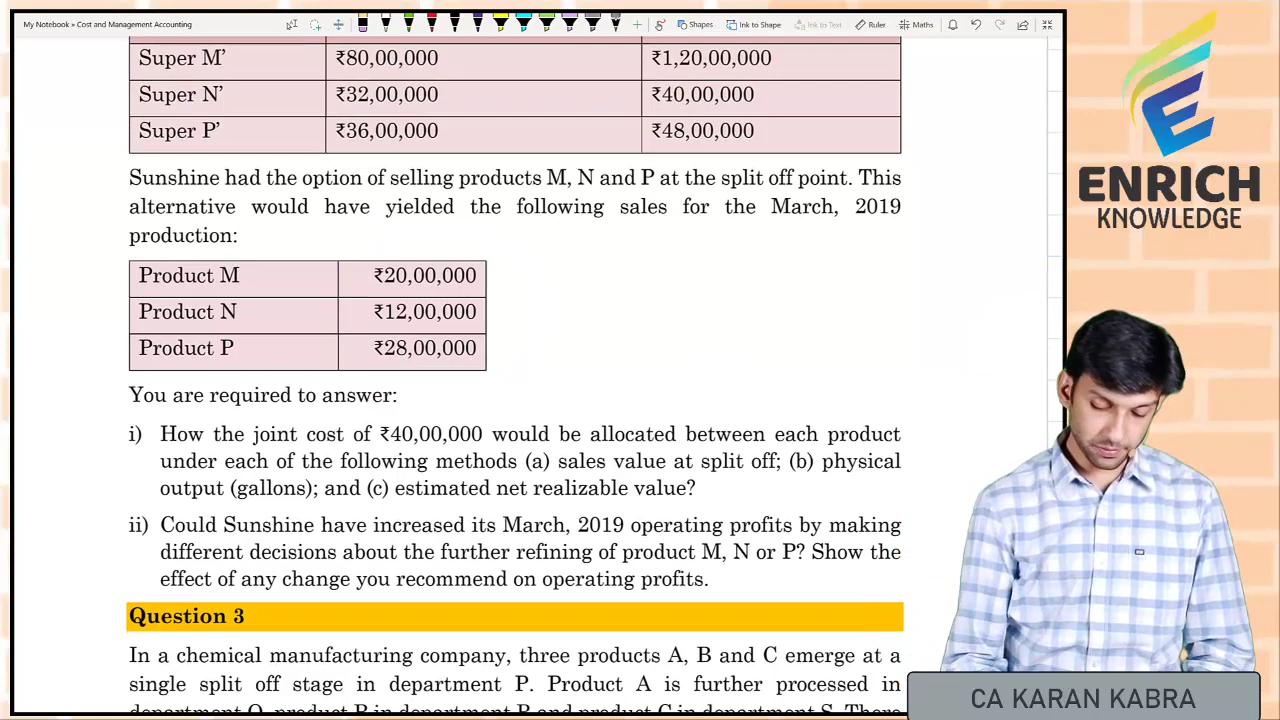 My Notebook » Cost and Management Accounting
Shapes
Ink to Shape
Ink to Text
Ruler
Maths
Super M’ ₹80,00,000 ₹1,20,00,000
Super N’ ₹32,00,000 ₹40,00,000
Super P’ ₹36,00,000 ₹48,00,000
Sunshine had the option of selling products M, N and P at the split off point. This
alternative would have yielded the following sales for the March, 2019
production:
Product M ₹20,00,000
Product N ₹12,00,000
Product P ₹28,00,000
You are required to answer:
i) How the joint cost of ₹40,00,000 would be allocated between each product
under each of the following methods (a) sales value at split off; (b) physical
output (gallons); and (c) estimated net realizable value?
ii) Could Sunshine have increased its March, 2019 operating profits by making
different decisions about the further refining of product M, N or P? Show the
effect of any change you recommend on operating profits.
Question 3
In a chemical manufacturing company, three products A, B and C emerge at a
single split off stage in department P. Product A is further processed in
department Q, product B in department R and product C in department S. There
ENRICH
KNOWLEDGE
CA KARAN KABRA